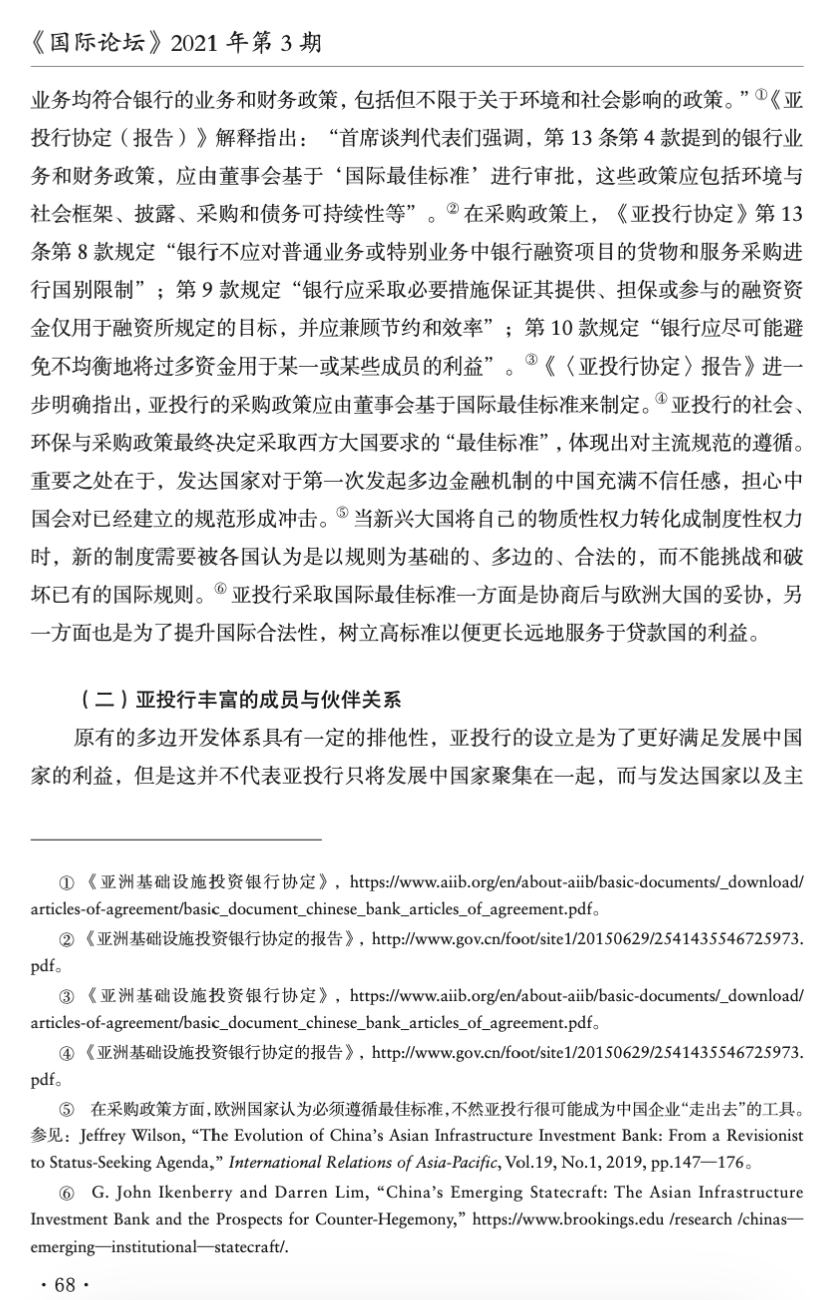 《国际论坛》2021 年第 3 期
业务均符合银行的业务和财务政策，包括但不限于关于环境和社会影响的政策。”①《亚
投行协定（报告）》解释指出：“首席谈判代表们强调，第 13 条第 4 款提到的银行业
务和财务政策，应由董事会基于‘国际最佳标准’进行审批，这些政策应包括环境与
社会框架、披露、采购和债务可持续性等”。②在采购政策上，《亚投行协定》第 13
条第 8 款规定“银行不应对普通业务或特别业务中银行融资项目的货物和服务采购进
行国别限制”；第 9 款规定“银行应采取必要措施保证其提供、担保或参与的融资资
金仅用于融资所规定的目标，并应兼顾节约和效率”；第 10 款规定“银行应尽可能避
免不均衡地将过多资金用于某一或某些成员的利益”。③《〈亚投行协定〉报告》进一
步明确指出，亚投行的采购政策应由董事会基于国际最佳标准来制定。④亚投行的社会、
环保与采购政策最终决定采取西方大国要求的“最佳标准”，体现出对主流规范的遵循。
重要之处在于，发达国家对于第一次发起多边金融机制的中国充满不信任感，担心中
国会对已经建立的规范形成冲击。⑤当新兴大国将自己的物质性权力转化成制度性权力
时，新的制度需要被各国认为是以规则为基础的、多边的、合法的，而不能挑战和破
坏已有的国际规则。⑥亚投行采取国际最佳标准一方面是协商后与欧洲大国的妥协，另
一方面也是为了提升国际合法性，树立高标准以便更长远地服务于贷款国的利益。
（二）亚投行丰富的成员与伙伴关系
原有的多边开发体系具有一定的排他性，亚投行的设立是为了更好满足发展中国
家的利益，但是这并不代表亚投行只将发展中国家聚集在一起，而与发达国家以及主
① 《亚洲基础设施投资银行协定》，https://www.aiib.org/en/about-aiib/basic-documents/_download/
articles-of-agreement/basic_document_chinese_bank_articles_of_agreement.pdf。
② 《亚洲基础设施投资银行协定的报告》，http://www.gov.cn/foot/site1/20150629/2541435546725973.
pdf。
③ 《亚洲基础设施投资银行协定》，https://www.aiib.org/en/about-aiib/basic-documents/_download/
articles-of-agreement/basic_document_chinese_bank_articles_of_agreement.pdf。
④ 《亚洲基础设施投资银行协定的报告》，http://www.gov.cn/foot/site1/20150629/2541435546725973.
pdf。
⑤ 在采购政策方面，欧洲国家认为必须遵循最佳标准，不然亚投行很可能成为中国企业“走出去”的工具。
参见：Jeffrey Wilson, “The Evolution of China’s Asian Infrastructure Investment Bank: From a Revisionist
to Status-Seeking Agenda,” International Relations of Asia-Pacific, Vol.19, No.1, 2019, pp.147—176。
⑥ G. John Ikenberry and Darren Lim, “China’s Emerging Statecraft: The Asian Infrastructure
Investment Bank and the Prospects for Counter-Hegemony,” https://www.brookings.edu /research /chinas—
emerging—institutional—statecraft/.
· 68 ·